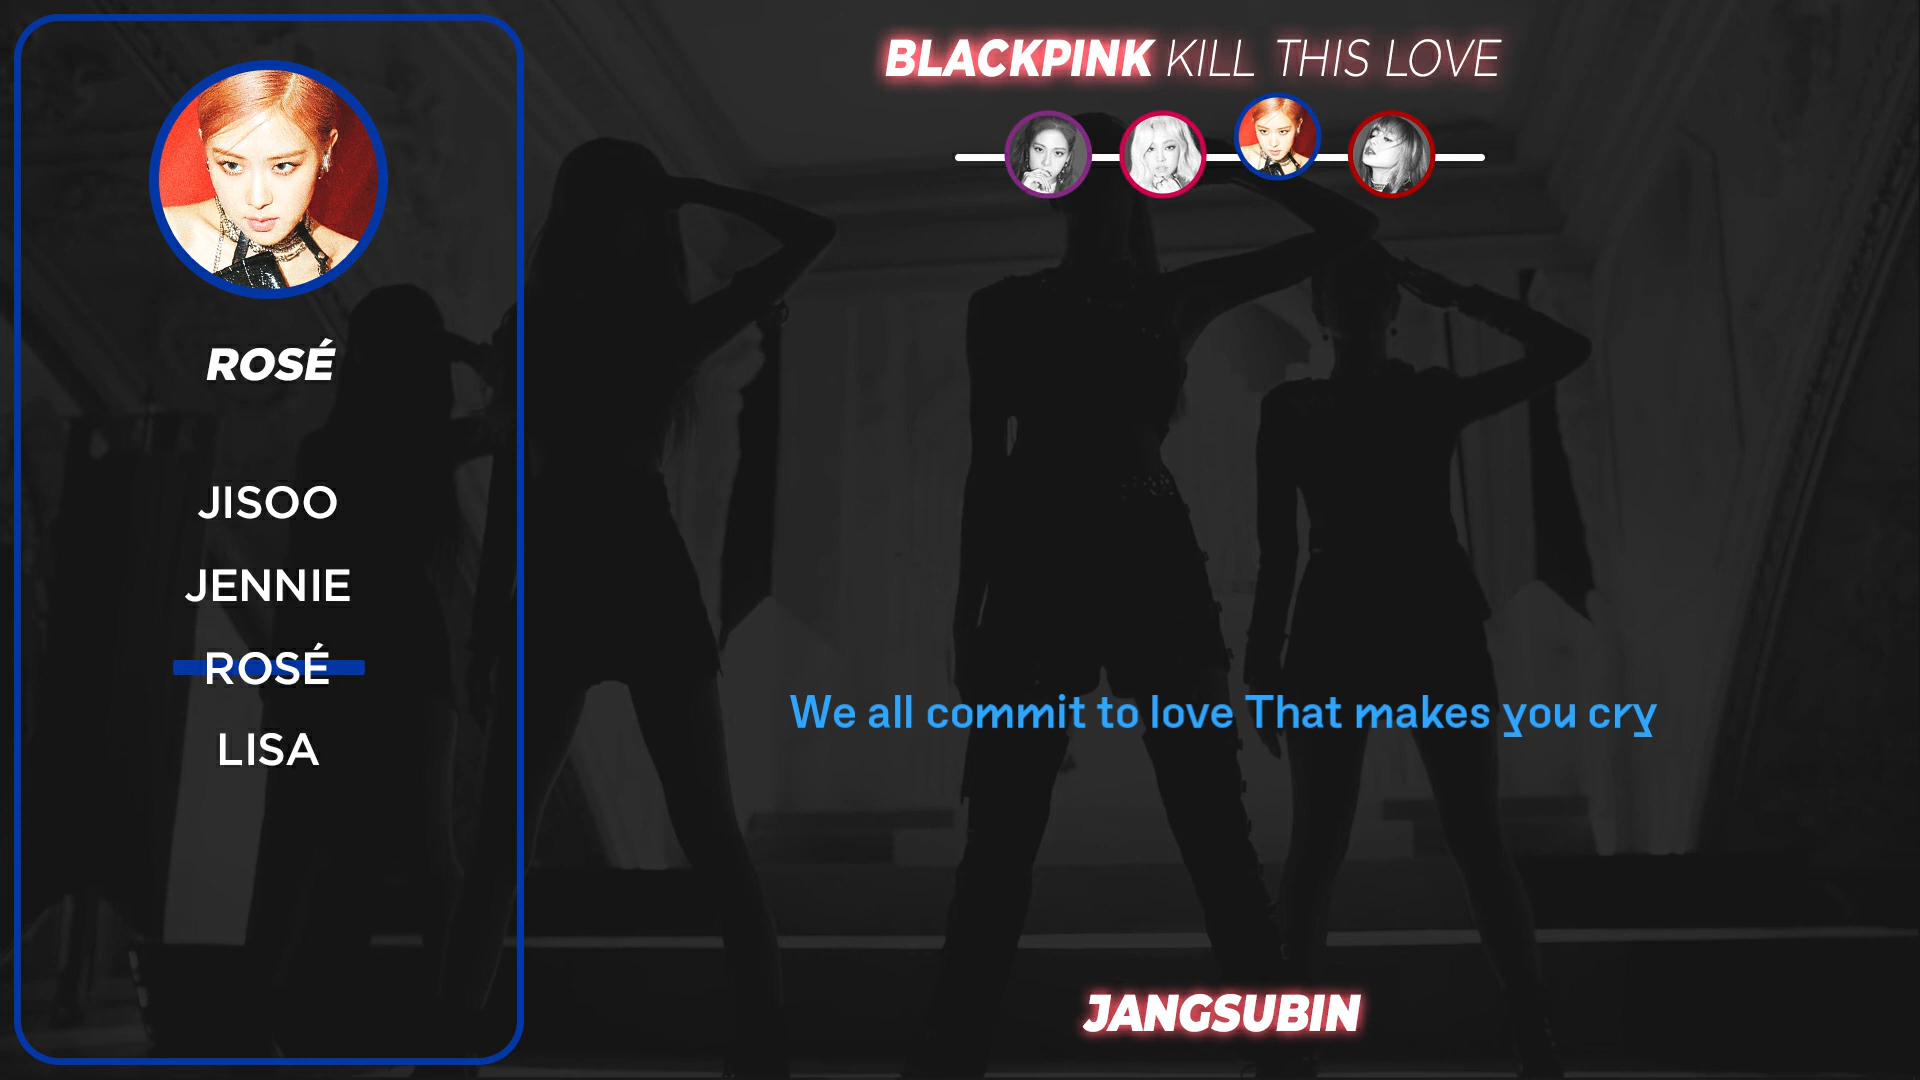 BLACKPINK KILL THIS LOVE
ROSÉ
JISOO
JENNIE
ROSÉ
LISA
We all commit to love That makes you cry
JANGSUBIN